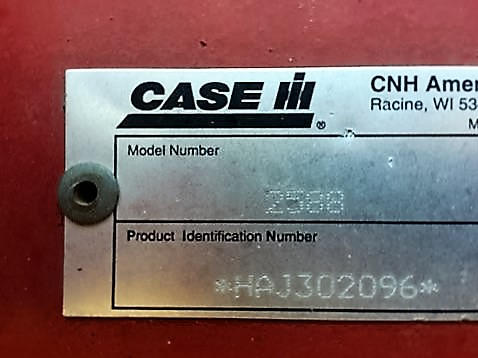 CASE IH®
CNH Amer
Racine, WI 53
M
Model Number
2588
Product Identification Number
*HAJ302096*